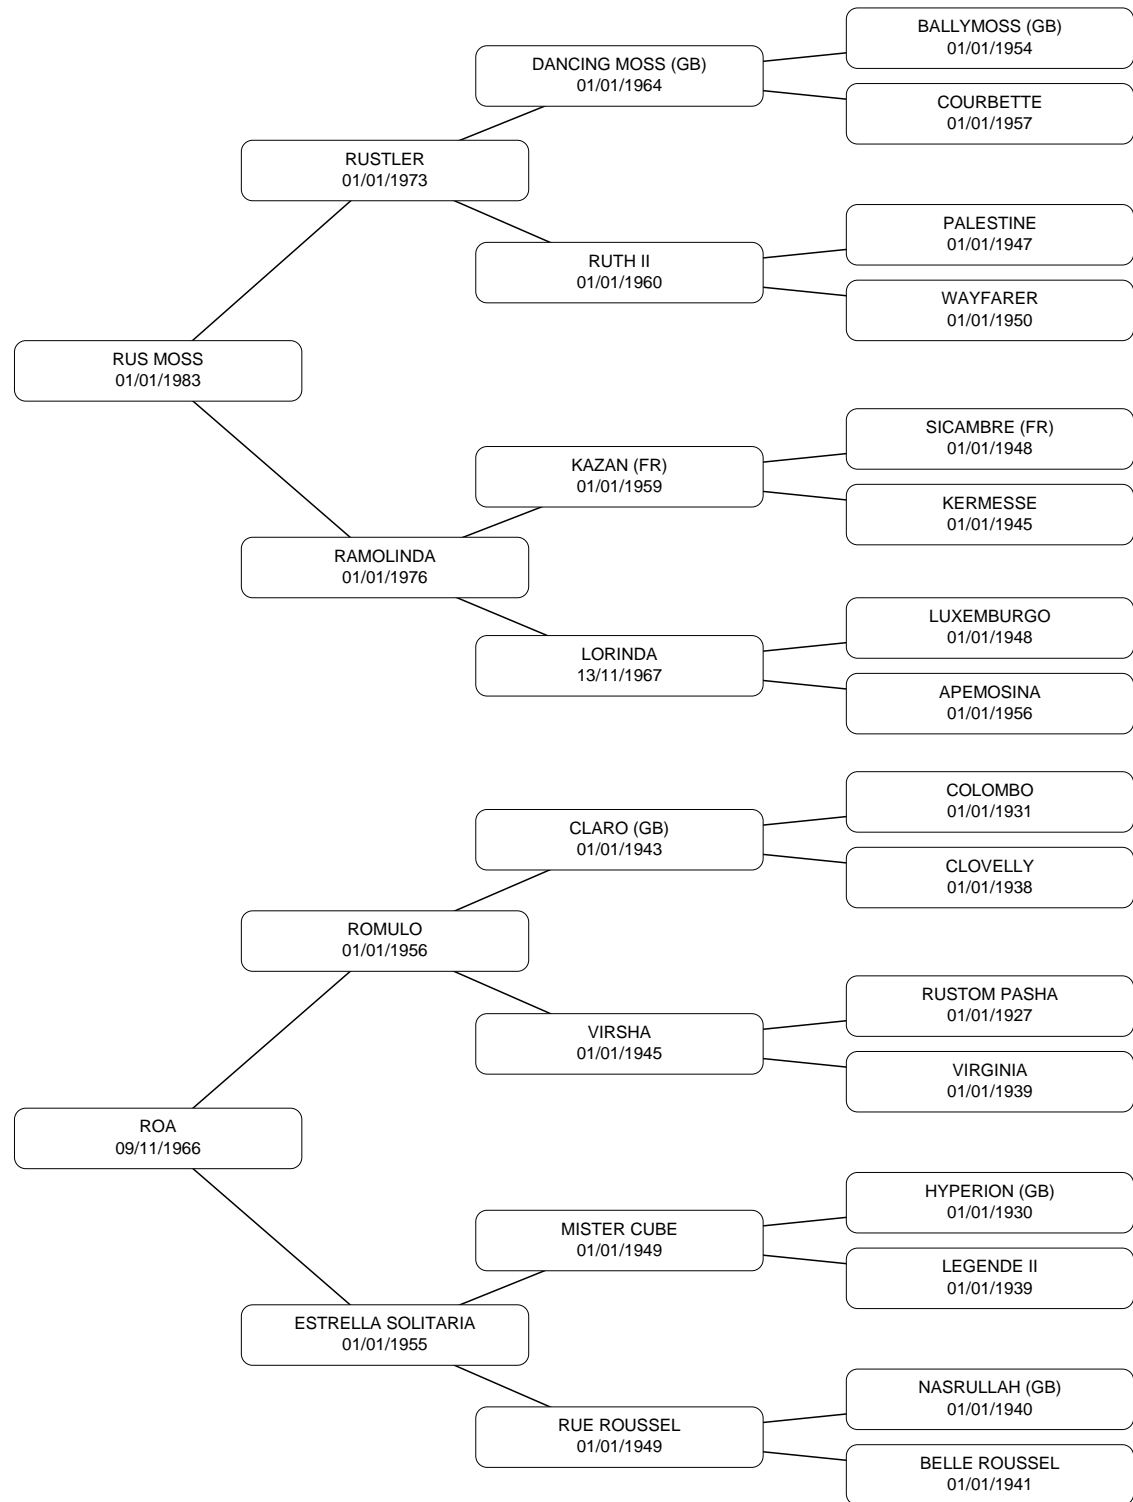 BALLYMOSS (GB)
01/01/1954
DANCING MOSS (GB)
01/01/1964
COURBETTE
01/01/1957
RUSTLER
01/01/1973
PALESTINE
01/01/1947
RUTH II
01/01/1960
WAYFARER
01/01/1950
RUS MOSS
01/01/1983
SICAMBRE (FR)
01/01/1948
KAZAN (FR)
01/01/1959
KERMESSE
01/01/1945
RAMOLINDA
01/01/1976
LUXEMBURGO
01/01/1948
LORINDA
13/11/1967
APEMOSINA
01/01/1956
COLOMBO
01/01/1931
CLARO (GB)
01/01/1943
CLOVELLY
01/01/1938
ROMULO
01/01/1956
RUSTOM PASHA
01/01/1927
VIRSHA
01/01/1945
VIRGINIA
01/01/1939
ROA
09/11/1966
HYPERION (GB)
01/01/1930
MISTER CUBE
01/01/1949
LEGENDE II
01/01/1939
ESTRELLA SOLITARIA
01/01/1955
NASRULLAH (GB)
01/01/1940
RUE ROUSSEL
01/01/1949
BELLE ROUSSEL
01/01/1941